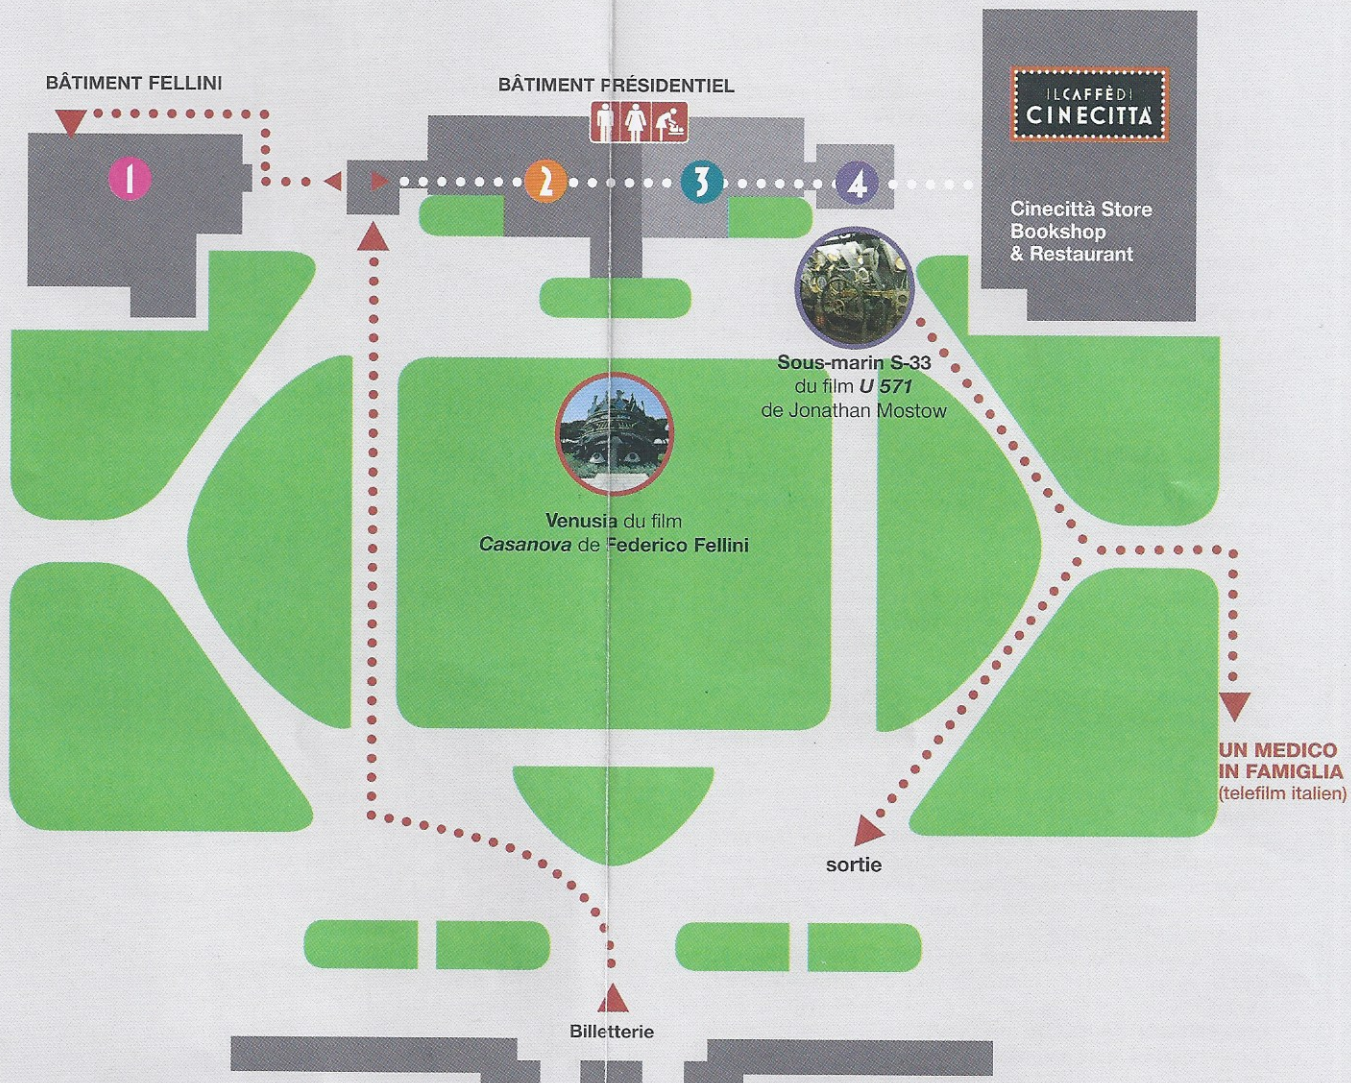 BÂTIMENT FELLINI
BÂTIMENT PRÉSIDENTIEL
IL CAFFÈ DI
CINECITTÀ
1
2
3
4
Cinecittà Store
Bookshop
& Restaurant
Sous-marin S-33
du film U 571
de Jonathan Mostow
Venusia du film
Casanova de Federico Fellini
UN MEDICO
IN FAMIGLIA
(telefilm italien)
sortie
Billetterie